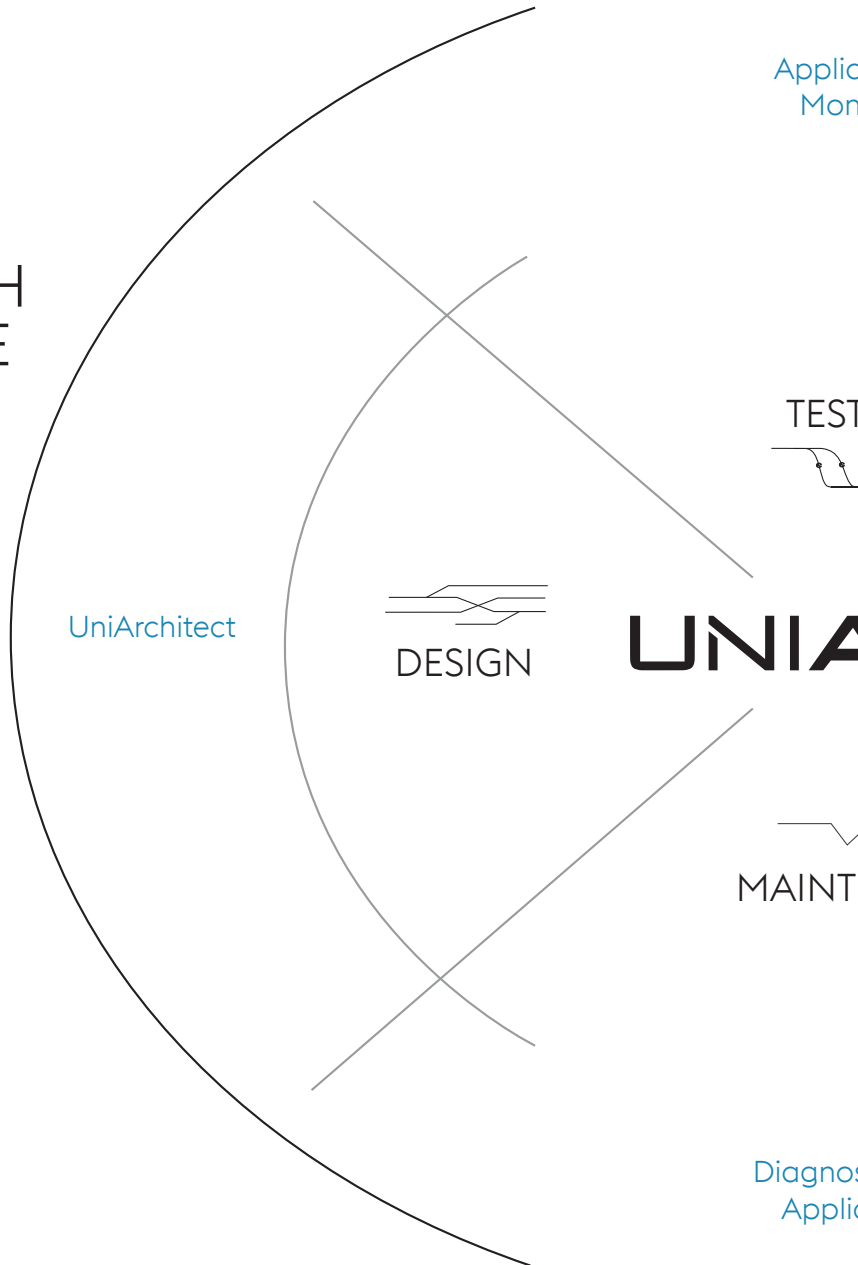 Applic
Mon
H
E
TEST
UniArchitect
DESIGN
UNIA
MAINT
Diagnos
Applic